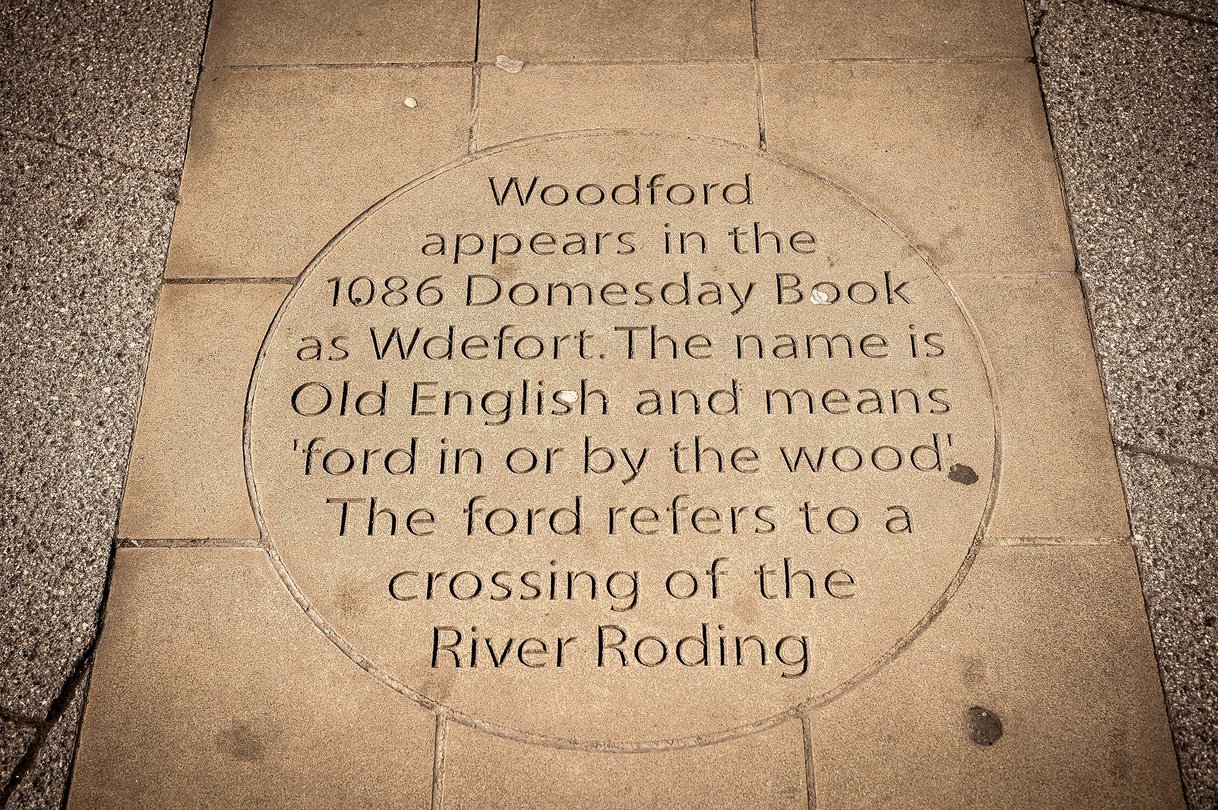 Woodford
appears in the
1086 Domesday Book
as Wdefort. The name is
Old English and means
'ford in or by the wood'.
The ford refers to a
crossing of the
River Roding